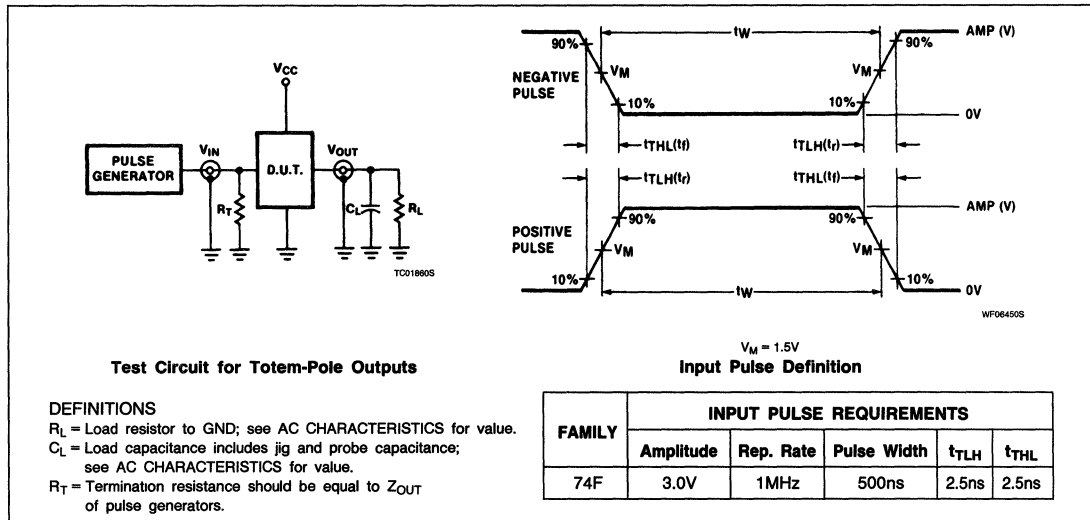 VCC
PULSE GENERATOR
VIN
D.U.T.
VOUT
RT
CL
RL
TC01860S
Test Circuit for Totem-Pole Outputs
DEFINITIONS
RL = Load resistor to GND; see AC CHARACTERISTICS for value.
CL = Load capacitance includes jig and probe capacitance;
see AC CHARACTERISTICS for value.
RT = Termination resistance should be equal to ZOUT
of pulse generators.
tW
AMP (V)
90%
90%
NEGATIVE
PULSE
VM
VM
10%
10%
0V
tTHL(tf)
tTLH(tr)
tTLH(tr)
tTHL(tf)
AMP (V)
90%
90%
POSITIVE
PULSE
VM
VM
10%
10%
tW
0V
WF06450S
VM = 1.5V
Input Pulse Definition
FAMILY
INPUT PULSE REQUIREMENTS
Amplitude Rep. Rate Pulse Width tTLH tTHL
74F 3.0V 1MHz 500ns 2.5ns 2.5ns